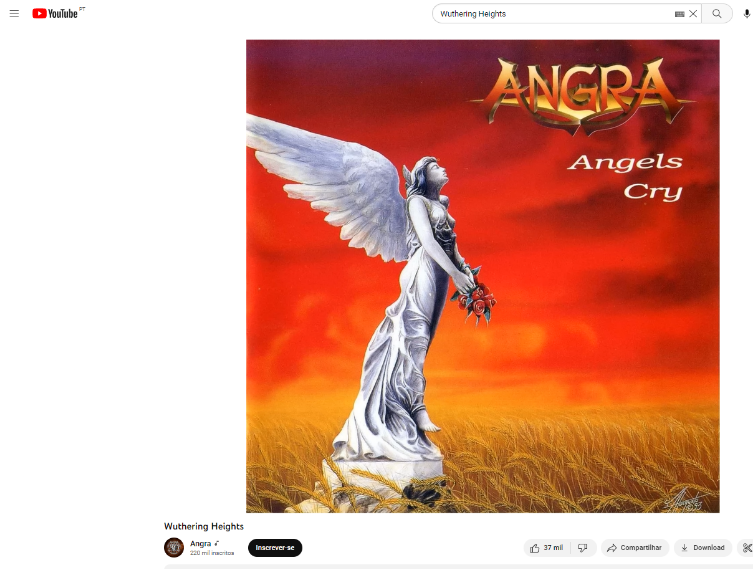 YouTube PT
Wuthering Heights
ANGRA
Angels
Cry
Wuthering Heights
Angra
220 mil inscritos
Inscrever-se
37 mil
Compartilhar
Download